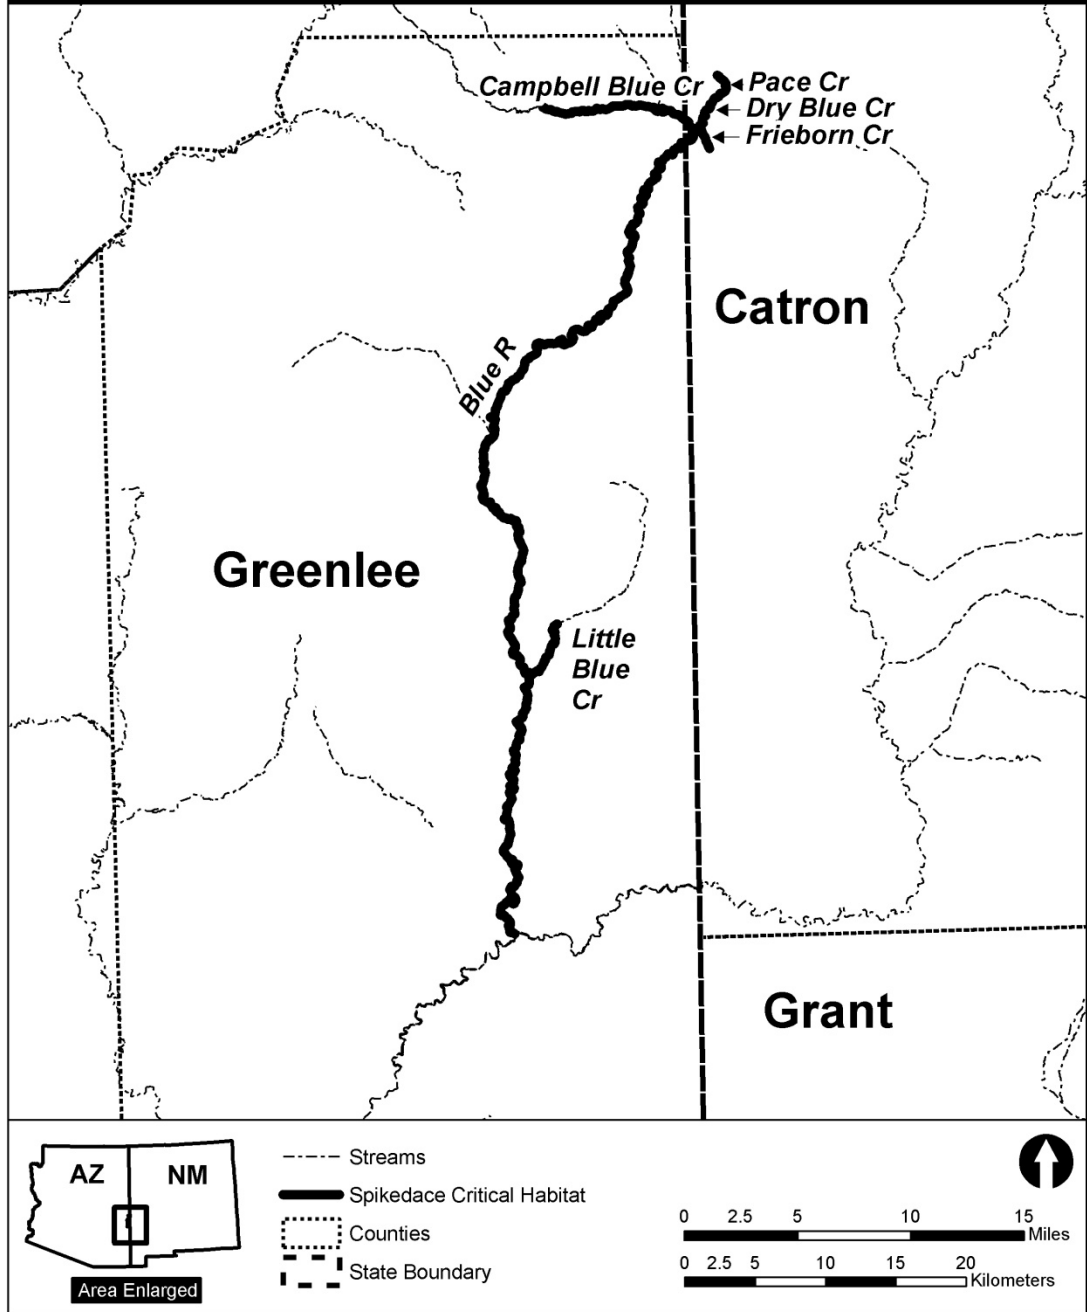 Campbell Blue Cr
Pace Cr
Dry Blue Cr
Frieborn Cr
Catron
Blue R
Greenlee
Little
Blue
Cr
Grant
AZ
NM
Area Enlarged
Streams
Spikedace Critical Habitat
Counties
State Boundary
0 2.5 5 10 15
Miles
0 2.5 5 10 15 20
Kilometers